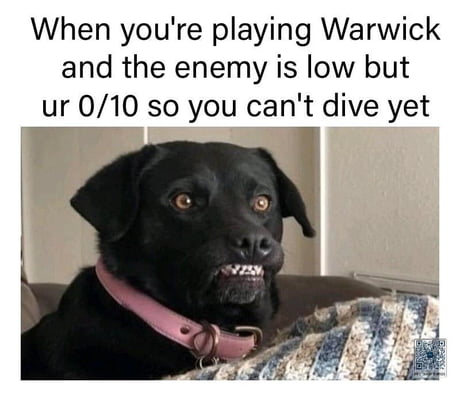 When you're playing Warwick
and the enemy is low but
ur 0/10 so you can't dive yet